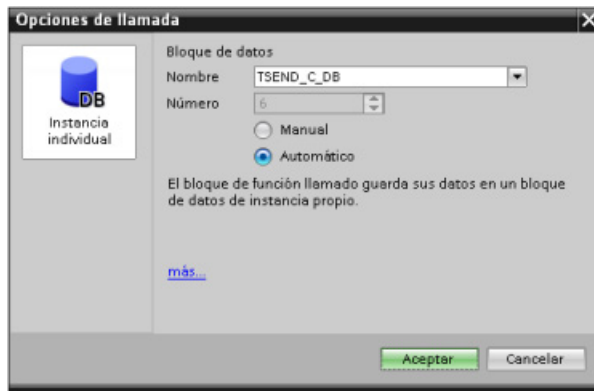 Opciones de llamada
DB
Instancia
individual
Bloque de datos
Nombre TSEND_C_DB
Número 6
Manual
Automático
El bloque de función llamado guarda sus datos en un bloque
de datos de instancia propio.
más...
Aceptar Cancelar